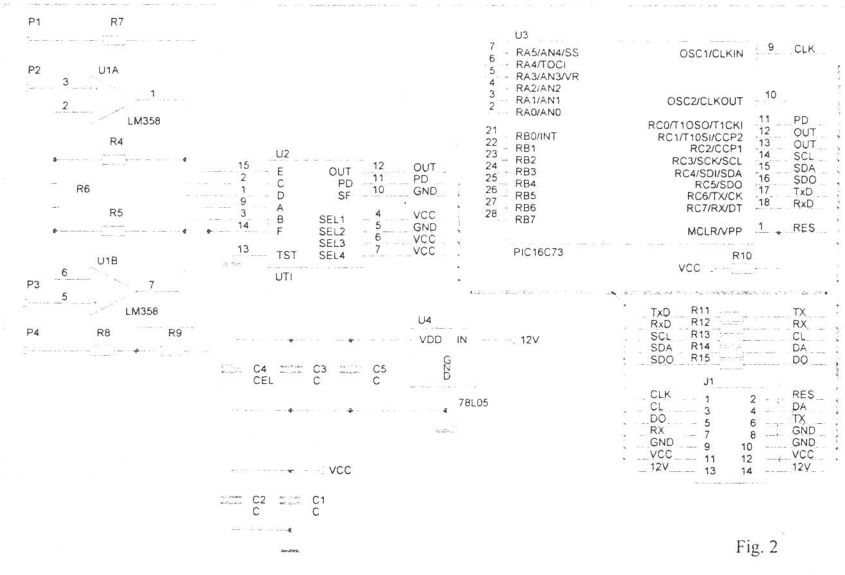 P1 R7
P2 U1A
3
1
2
LM358
R4
R6
R5
U1B
6
P3 7
5
LM358
P4 R8 R9
U2
15 E OUT 12 OUT
2 C PD 11 PD
1 D SF 10 GND
9 A
3 B SEL1 4 VCC
14 F SEL2 5 GND
SEL3 6 VCC
13 TST SEL4 7 VCC
UTI
U3
7 RA5/AN4/SS OSC1/CLKIN 9 CLK
6 RA4/TOCI
5 RA3/AN3/VR
4 RA2/AN2
3 RA1/AN1 OSC2/CLKOUT 10
2 RA0/AN0
RC0/T1OSO/T1CKI 11 PD
21 RB0/INT RC1/T10SI/CCP2 12 OUT
22 RB1 RC2/CCP1 13 OUT
23 RB2 RC3/SCK/SCL 14 SCL
24 RB3 RC4/SDI/SDA 15 SDA
25 RB4 RC5/SDO 16 SDO
26 RB5 RC6/TX/CK 17 TxD
27 RB6 RC7/RX/DT 18 RxD
28 RB7
MCLR/VPP 1 RES
PIC16C73
R10
VCC
U4
VDD IN 12V
GND
78L05
C4 C3 C5
CEL C C
VCC
C2 C1
C C
TxD R11 TX
RxD R12 RX
SCL R13 CL
SDA R14 DA
SDO R15 DO
J1
CLK 1 2 RES
CL 3 4 DA
DO 5 6 TX
RX 7 8 GND
GND 9 10 GND
VCC 11 12 VCC
12V 13 14 12V
Fig. 2